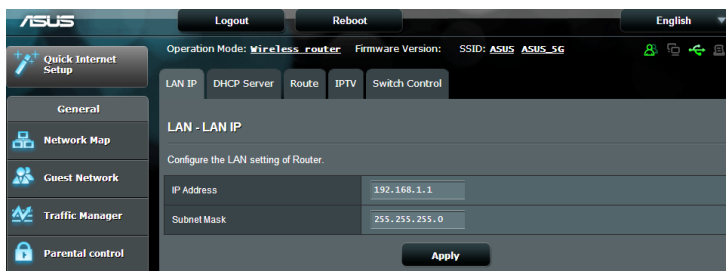 ASUS
Logout
Reboot
English
Operation Mode: Wireless router Firmware Version: SSID: ASUS ASUS_5G
Quick Internet
Setup
LAN IP
DHCP Server
Route
IPTV
Switch Control
General
Network Map
Guest Network
Traffic Manager
Parental control
LAN - LAN IP
Configure the LAN setting of Router.
IP Address 192.168.1.1
Subnet Mask 255.255.255.0
Apply